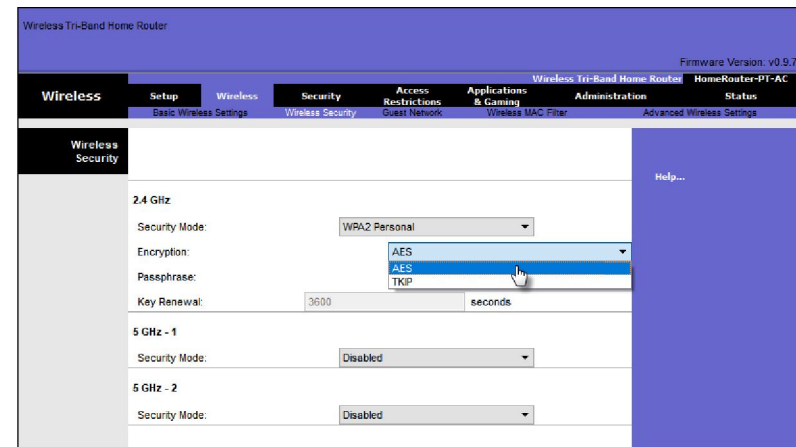 Wireless Tri-Band Home Router
Firmware Version: v0.9.7
Wireless Tri-Band Home Router HomeRouter-PT-AC
Wireless Setup Wireless Security Access Restrictions Applications & Gaming Administration Status
Basic Wireless Settings Wireless Security Guest Network Wireless MAC Filter Advanced Wireless Settings
Wireless Security
Help...
2.4 GHz
Security Mode: WPA2 Personal
Encryption: AES
AES
Passphrase:
TKIP
Key Renewal: 3600 seconds
5 GHz - 1
Security Mode: Disabled
5 GHz - 2
Security Mode: Disabled